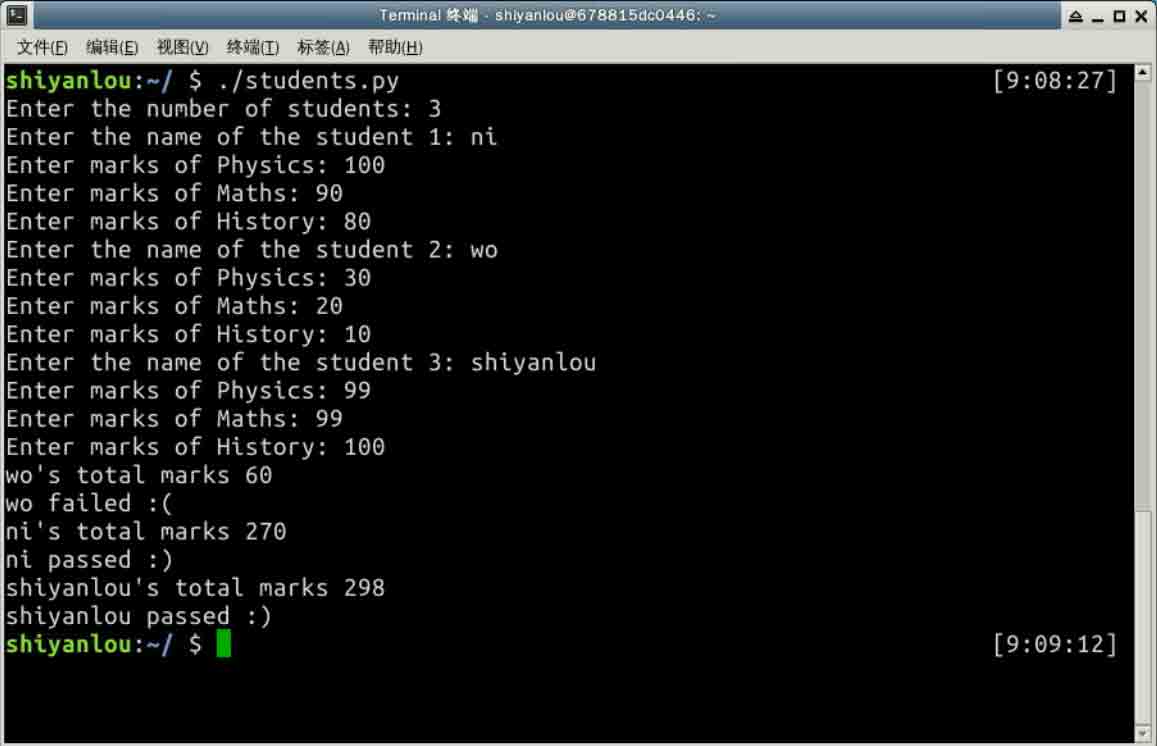 Terminal 终端 - shiyanlou@678815dc0446: ~
文件(F) 编辑(E) 视图(V) 终端(T) 标签(A) 帮助(H)
shiyanlou:~/ $ ./students.py [9:08:27]
Enter the number of students: 3
Enter the name of the student 1: ni
Enter marks of Physics: 100
Enter marks of Maths: 90
Enter marks of History: 80
Enter the name of the student 2: wo
Enter marks of Physics: 30
Enter marks of Maths: 20
Enter marks of History: 10
Enter the name of the student 3: shiyanlou
Enter marks of Physics: 99
Enter marks of Maths: 99
Enter marks of History: 100
wo's total marks 60
wo failed :(
ni's total marks 270
ni passed :)
shiyanlou's total marks 298
shiyanlou passed :)
shiyanlou:~/ $ [9:09:12]